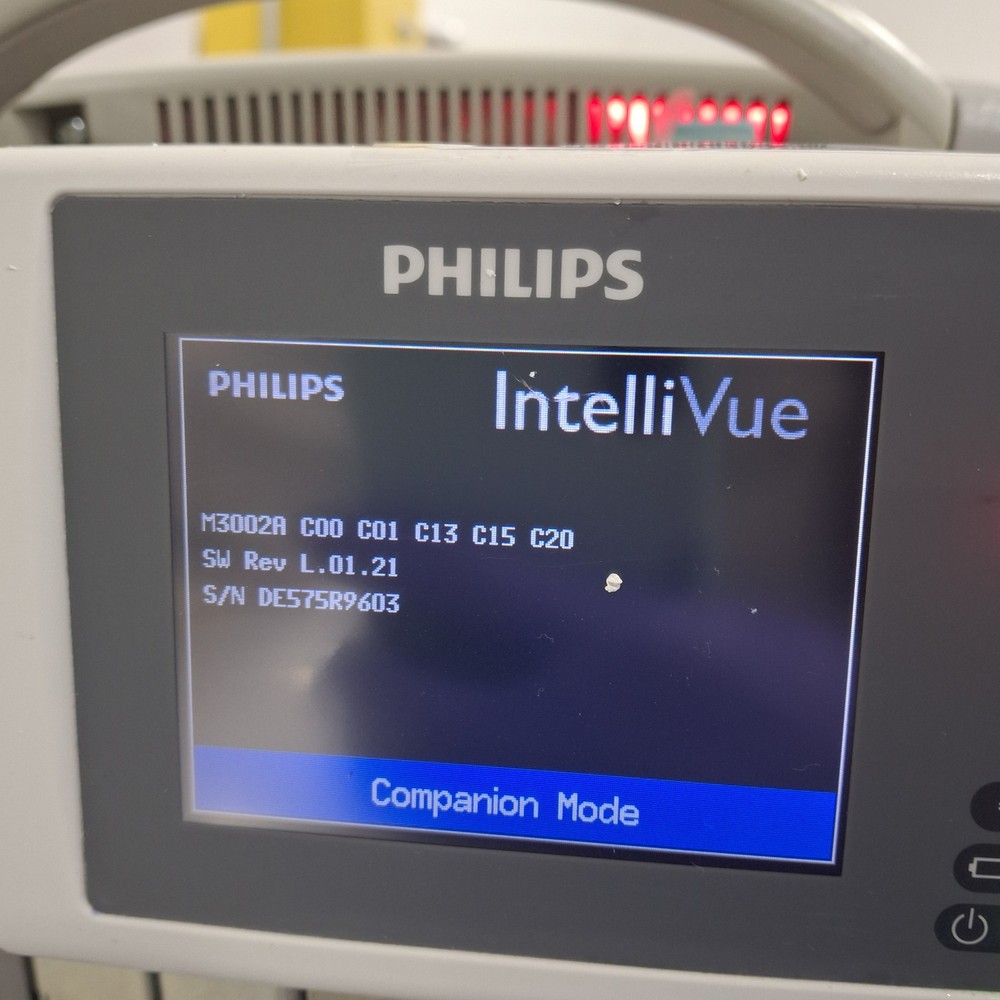 PHILIPS
PHILIPS IntelliVue
M3002A C00 C01 C13 C15 C20
SW Rev L.01.21
S/N DE575R9603
Companion Mode